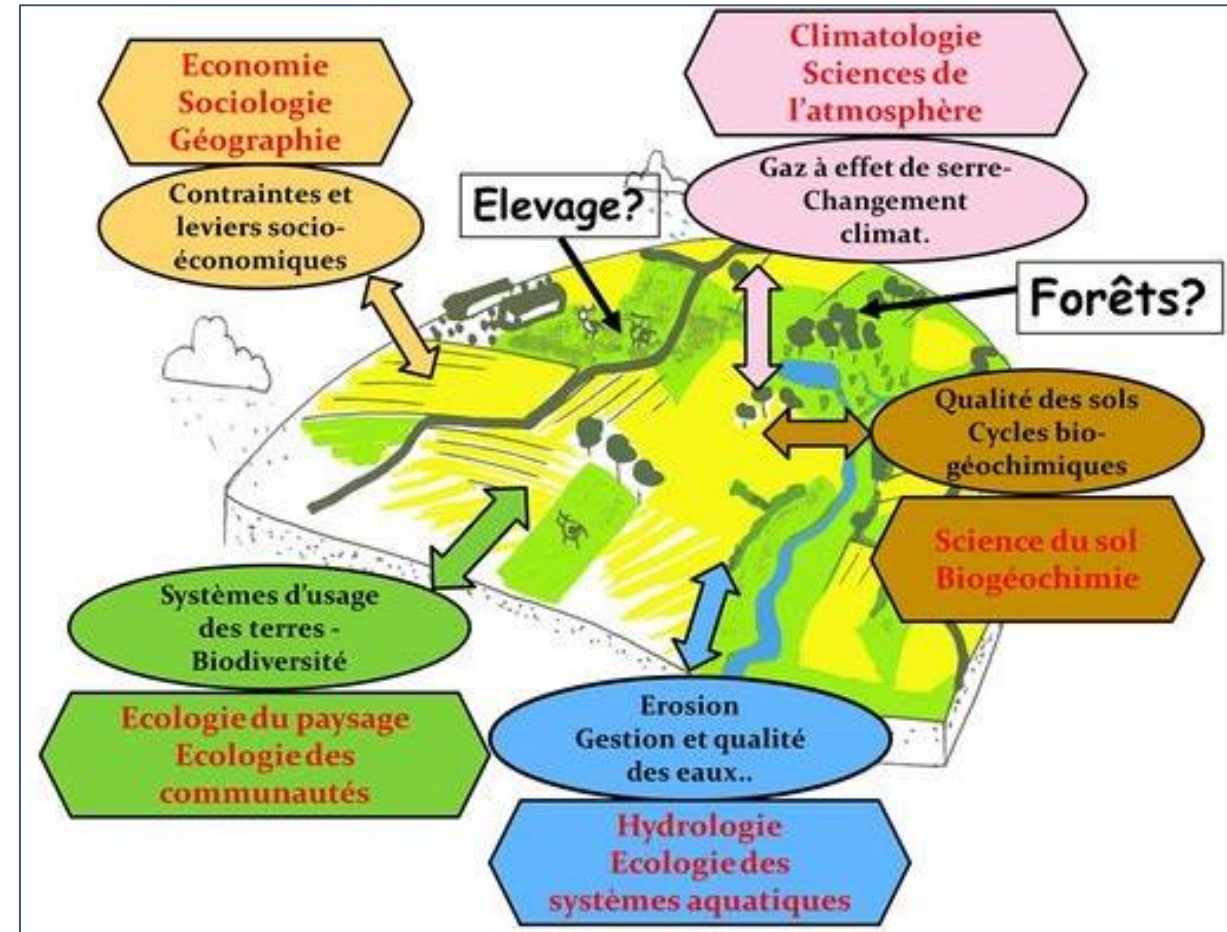 Economie
Sociologie
Géographie
Contraintes et
leviers socio-
économiques
Elevage?
Climatologie
Sciences de
l'atmosphère
Gaz à effet de serre-
Changement
climat.
Forêts?
Qualité des sols
Cycles bio-
géochimiques
Science du sol
Biogéochimie
Systèmes d'usage
des terres -
Biodiversité
Ecologie du paysage
Ecologie des
communautés
Erosion
Gestion et qualité
des eaux..
Hydrologie
Ecologie des
systèmes aquatiques